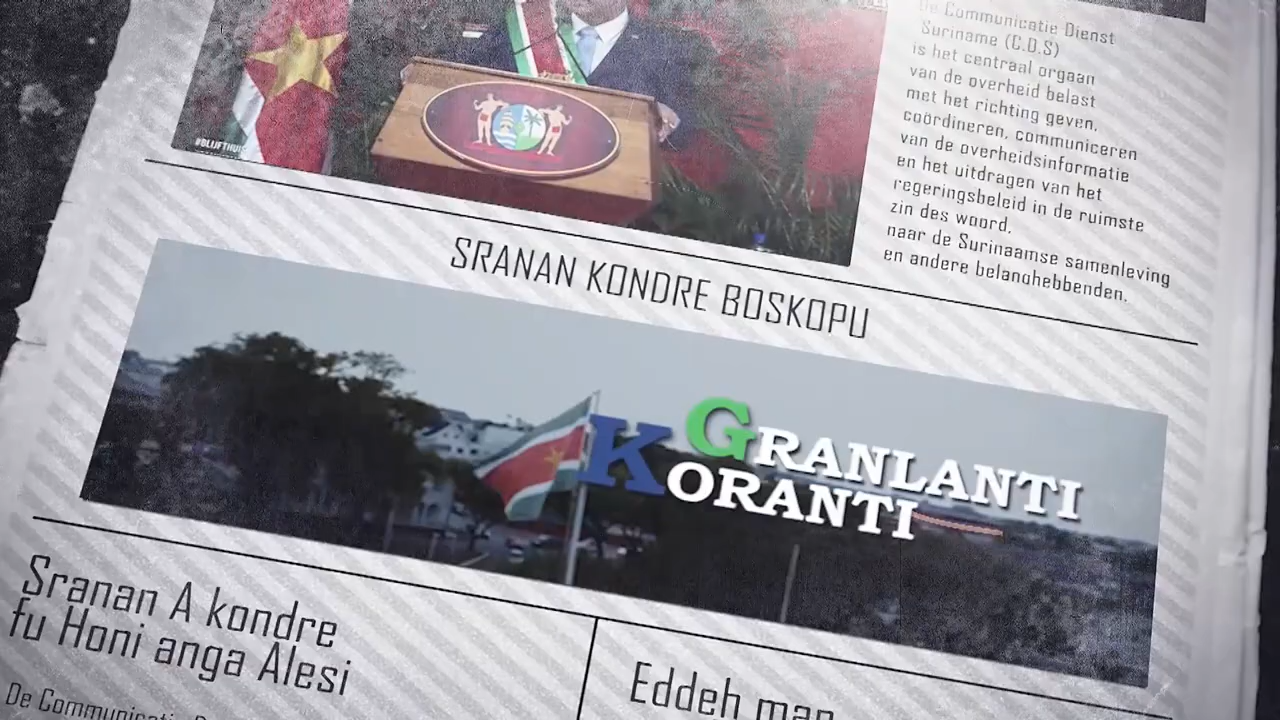 De Communicatie Dienst
Suriname (C.D.S)
is het centraal orgaan
van de overheid belast
met het richting geven,
coördineren, communiceren
van de overheidsinformatie
en het uitdragen van het
regeringsbeleid in de ruimste
zin des woord.
naar de Surinaamse samenleving
en andere belanghebbenden.
SRANAN KONDRE BOSKOPU
GRANLANTI
KORANTI
Sranan A kondre
fu Honi anga Alesi
Eddeh man
De